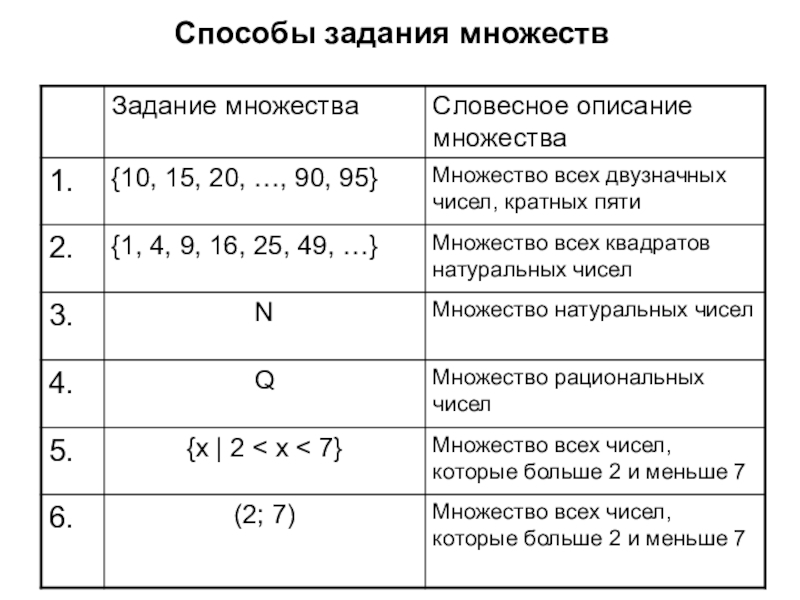 Способы задания множеств
Задание множества
Словесное описание
множества
1.
{10, 15, 20, …, 90, 95}
Множество всех двузначных
чисел, кратных пяти
2.
{1, 4, 9, 16, 25, 49, …}
Множество всех квадратов
натуральных чисел
3.
N
Множество натуральных чисел
4.
Q
Множество рациональных
чисел
5.
{x | 2 < x < 7}
Множество всех чисел,
которые больше 2 и меньше 7
6.
(2; 7)
Множество всех чисел,
которые больше 2 и меньше 7